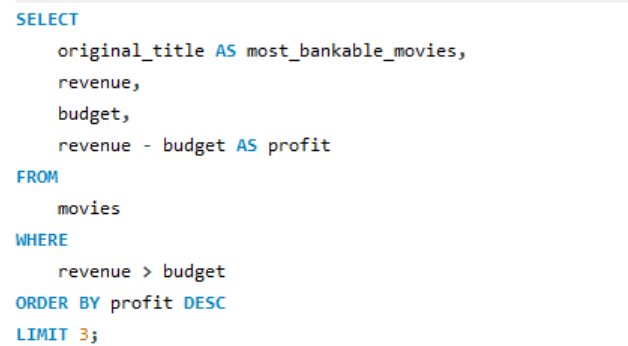 SELECT
    original_title AS most_bankable_movies,
    revenue,
    budget,
    revenue - budget AS profit
FROM
    movies
WHERE
    revenue > budget
ORDER BY profit DESC
LIMIT 3;